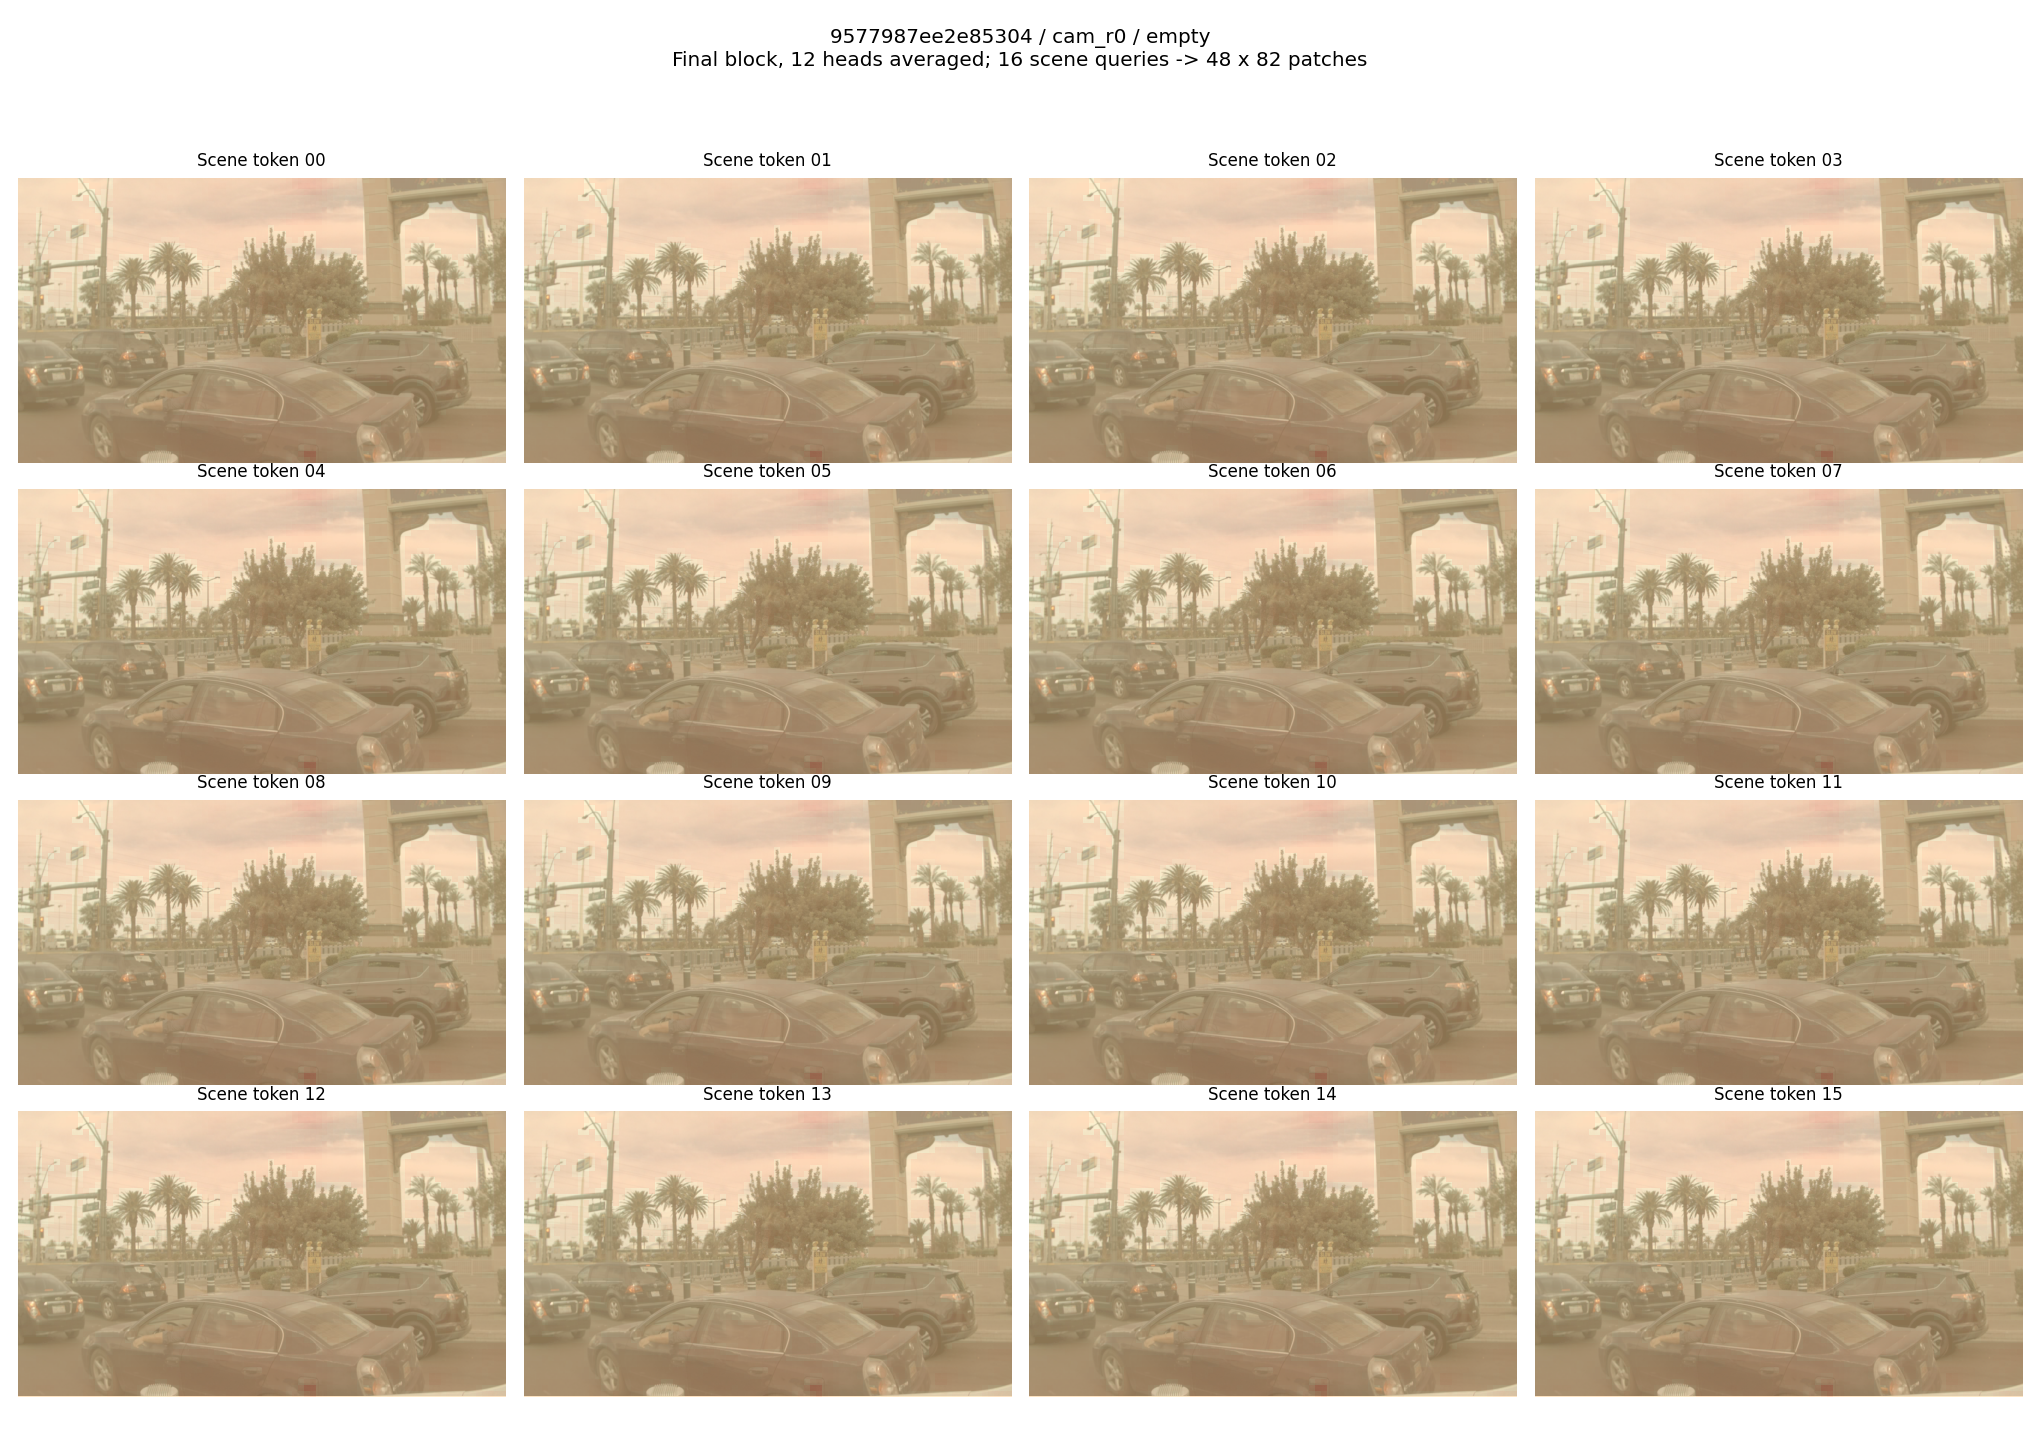 9577987ee2e85304 / cam_r0 / empty
Final block, 12 heads averaged; 16 scene queries -> 48 x 82 patches
Scene token 00
Scene token 01
Scene token 02
Scene token 03
Scene token 04
Scene token 05
Scene token 06
Scene token 07
Scene token 08
Scene token 09
Scene token 10
Scene token 11
Scene token 12
Scene token 13
Scene token 14
Scene token 15